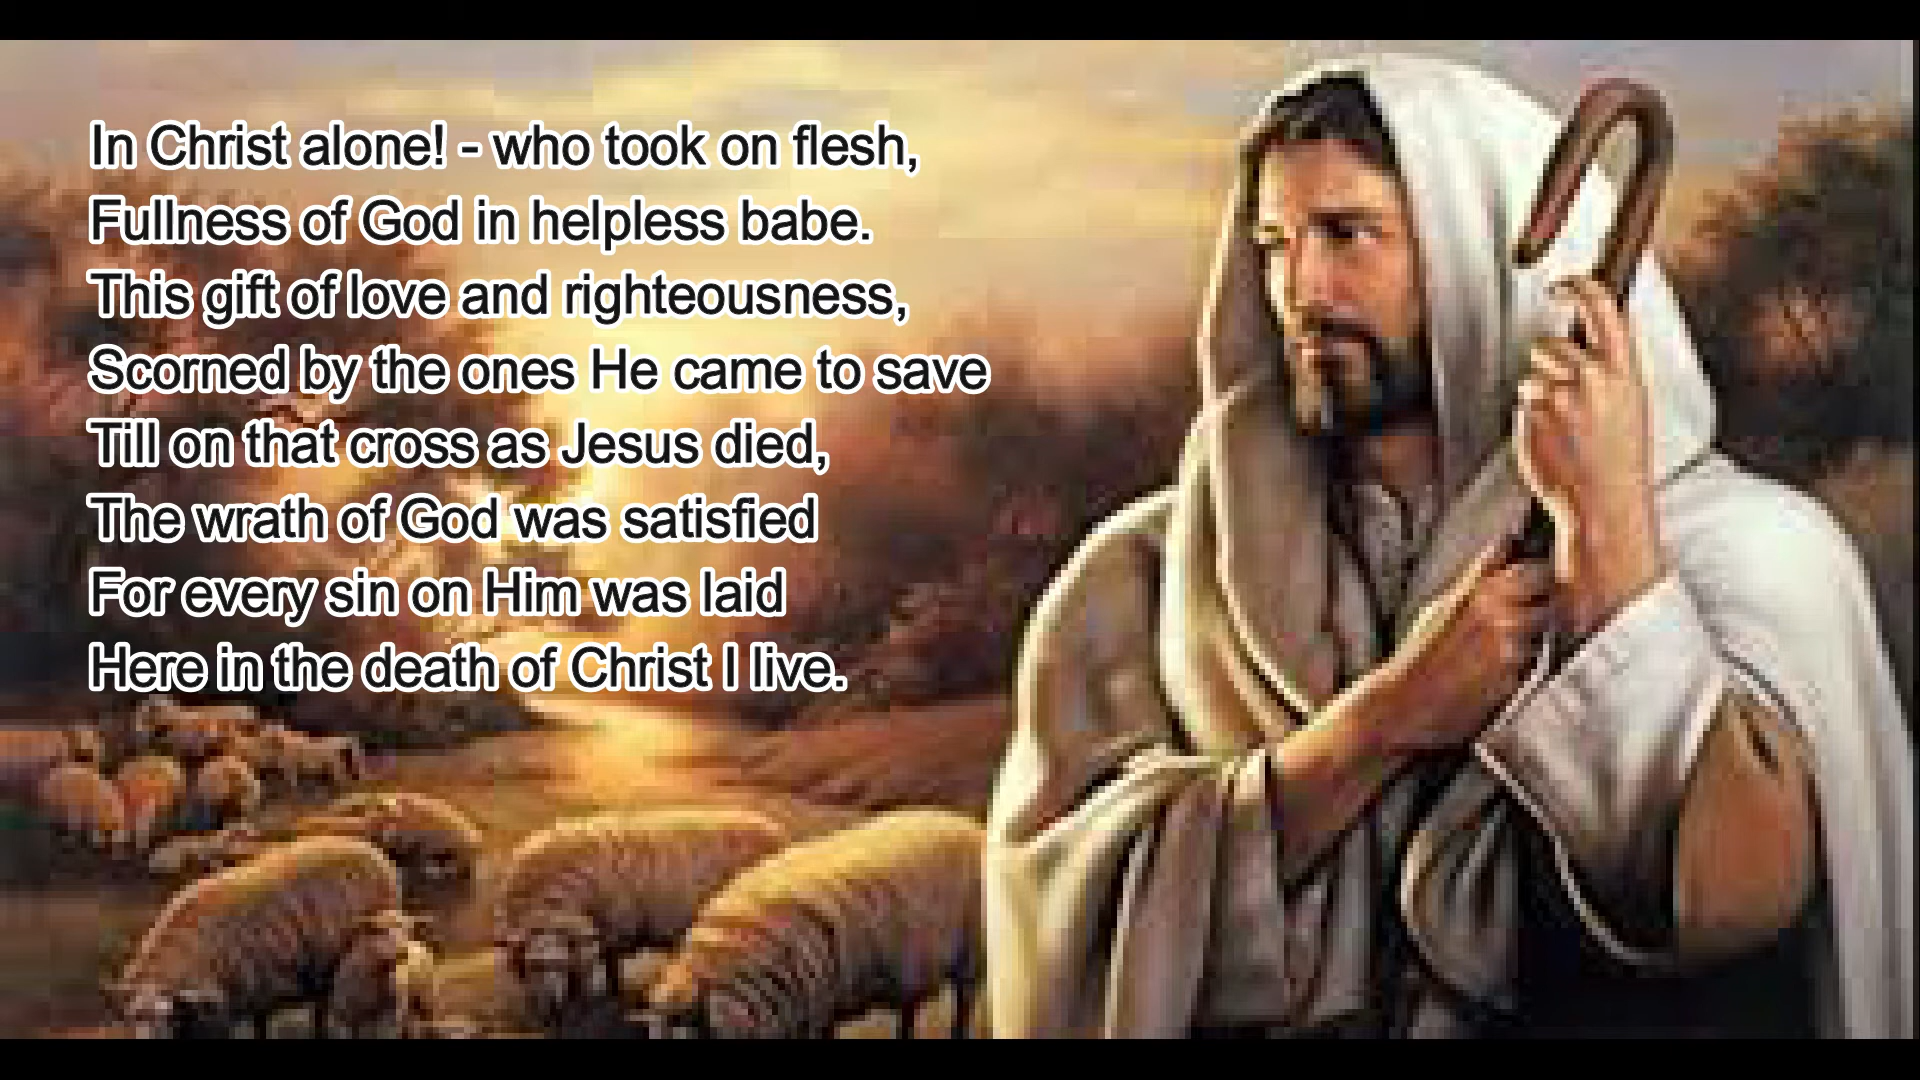 In Christ alone! - who took on flesh,
Fullness of God in helpless babe.
This gift of love and righteousness,
Scorned by the ones He came to save
Till on that cross as Jesus died,
The wrath of God was satisfied
For every sin on Him was laid
Here in the death of Christ I live.